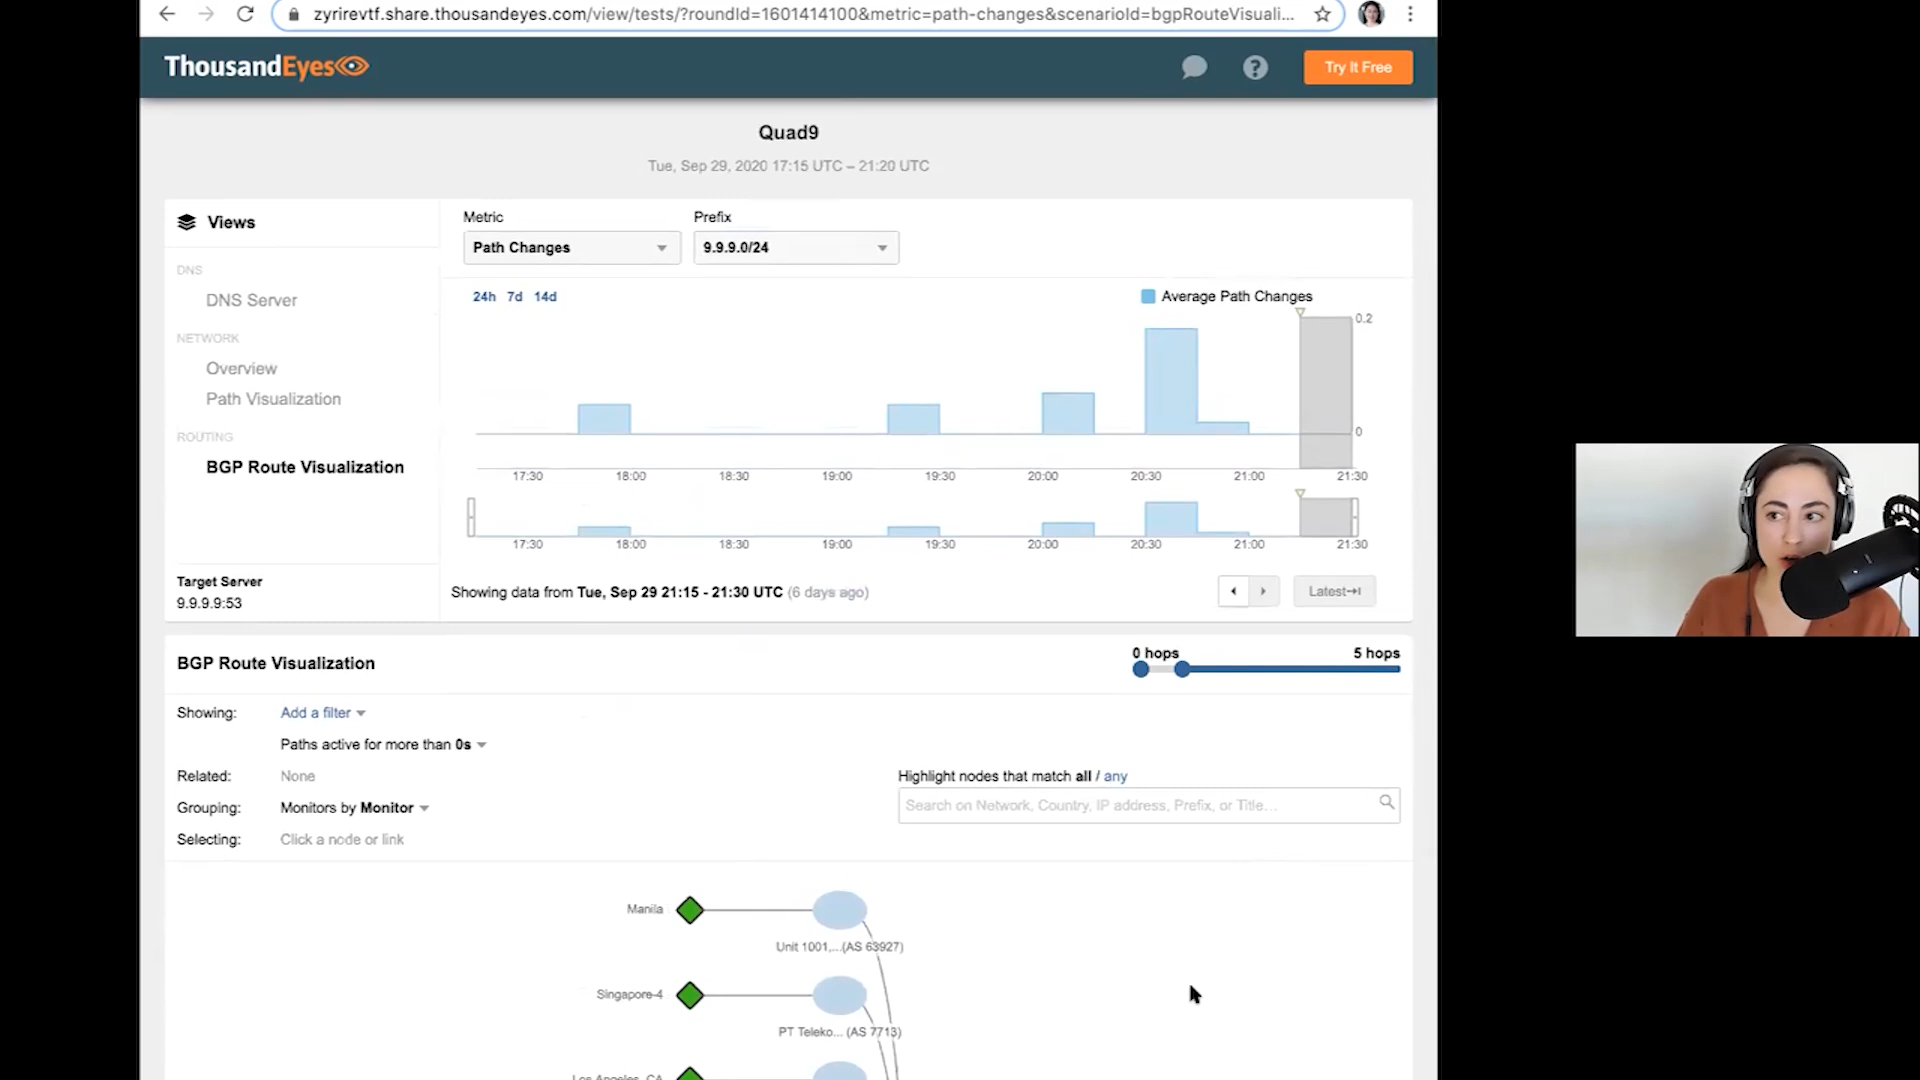 zyrirevtf.share.thousandeyes.com/view/tests/?roundId=1601414100&metric=path-changes&scenarioId=bgpRouteVisuali...
ThousandEyes
?
Try It Free
Quad9
Tue, Sep 29, 2020 17:15 UTC – 21:20 UTC
Views
DNS
DNS Server
NETWORK
Overview
Path Visualization
ROUTING
BGP Route Visualization
Target Server
9.9.9.9:53
Metric
Prefix
Path Changes
9.9.9.0/24
24h 7d 14d
Average Path Changes
0.2
0
17:30 18:00 18:30 19:00 19:30 20:00 20:30 21:00 21:30
17:30 18:00 18:30 19:00 19:30 20:00 20:30 21:00 21:30
Showing data from Tue, Sep 29 21:15 - 21:30 UTC (6 days ago)
Latest
BGP Route Visualization
0 hops
5 hops
Showing: Add a filter
Paths active for more than 0s
Related: None
Grouping: Monitors by Monitor
Selecting: Click a node or link
Highlight nodes that match all / any
Search on Network, Country, IP address, Prefix, or Title...
Manila
Unit 1001,...(AS 63927)
Singapore-4
PT Teleko... (AS 7713)
Los Angeles, CA